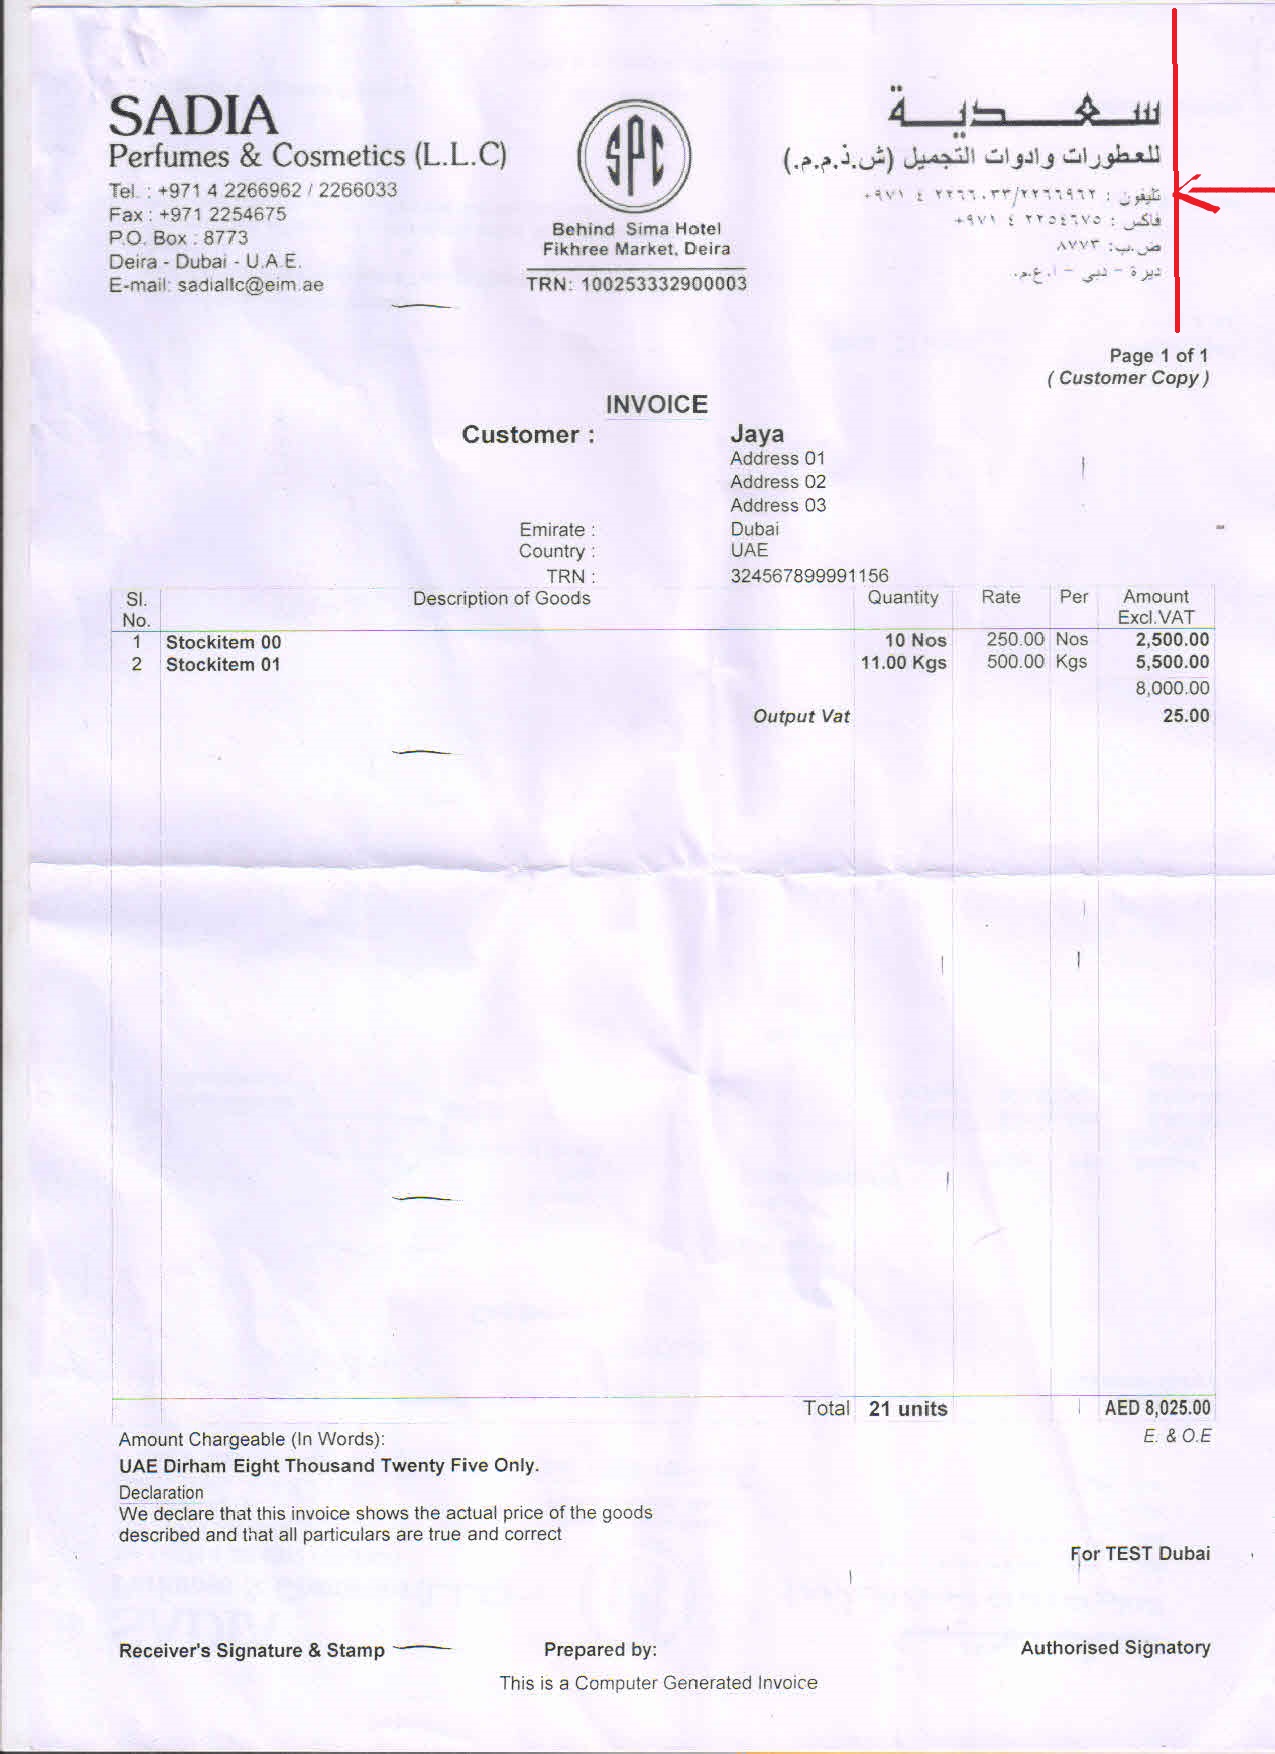 SADIA
Perfumes & Cosmetics (L.L.C)
Tel. : +971 4 2266962 / 2266033
Fax : +971 2254675
P.O. Box : 8773
Deira - Dubai - U.A.E.
E-mail: sadiallc@eim.ae
SPC
Behind Sima Hotel
Fikhree Market, Deira
TRN: 100253332900003
سعدية
للعطورات وادوات التجميل (ش.ذ.م.م.)
تليفون : ٢٢٦٦٩٦٢/٢٢٦٦٠٣٣ ٤ ٩٧١+
فاكس : ٢٢٥٤٦٧٥ ٤ ٩٧١+
ص.ب: ٨٧٧٣
ديرة - دبي - ا.ع.م.
Page 1 of 1
( Customer Copy )
INVOICE
Customer : Jaya
Address 01
Address 02
Address 03
Emirate : Dubai
Country : UAE
TRN : 324567899991156
Sl. No. Description of Goods Quantity Rate Per Amount Excl.VAT
1 Stockitem 00 10 Nos 250.00 Nos 2,500.00
2 Stockitem 01 11.00 Kgs 500.00 Kgs 5,500.00
8,000.00
Output Vat 25.00
Total 21 units AED 8,025.00
Amount Chargeable (In Words): E. & O.E
UAE Dirham Eight Thousand Twenty Five Only.
Declaration
We declare that this invoice shows the actual price of the goods
described and that all particulars are true and correct
For TEST Dubai
Receiver's Signature & Stamp Prepared by: Authorised Signatory
This is a Computer Generated Invoice